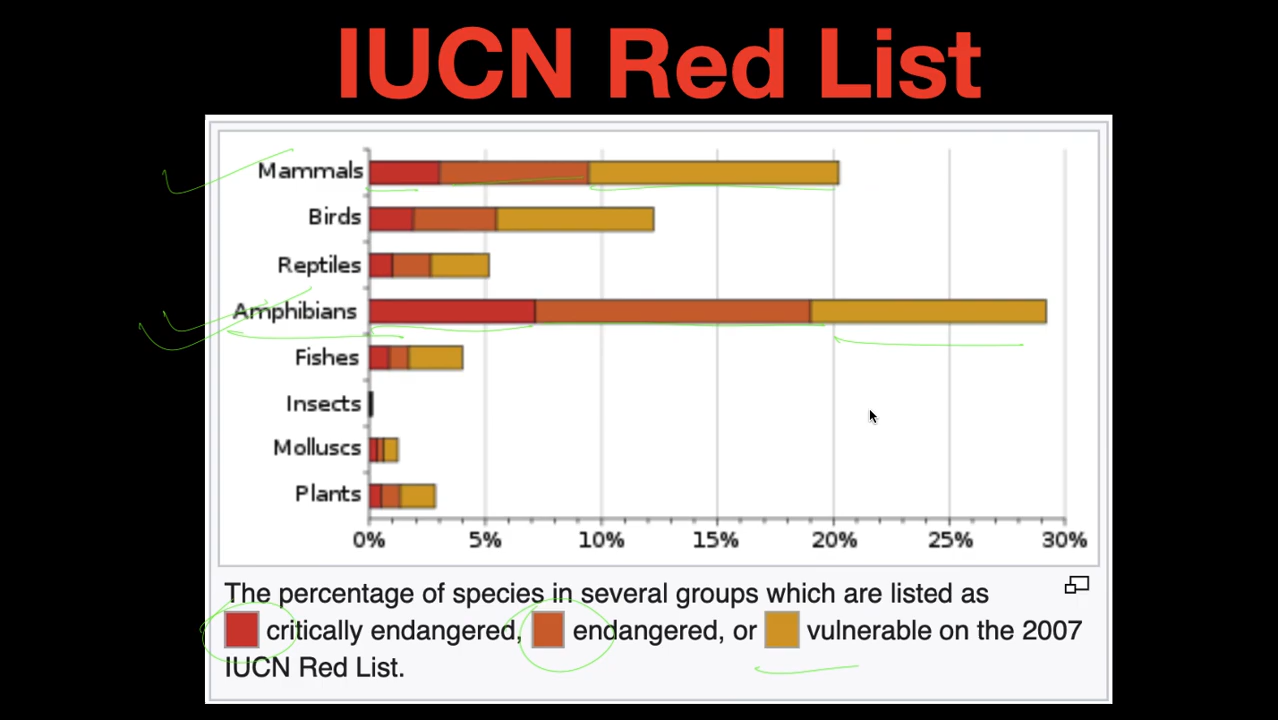 IUCN Red List
Mammals
Birds
Reptiles
Amphibians
Fishes
Insects
Molluscs
Plants
0% 5% 10% 15% 20% 25% 30%
The percentage of species in several groups which are listed as
critically endangered, endangered, or vulnerable on the 2007
IUCN Red List.